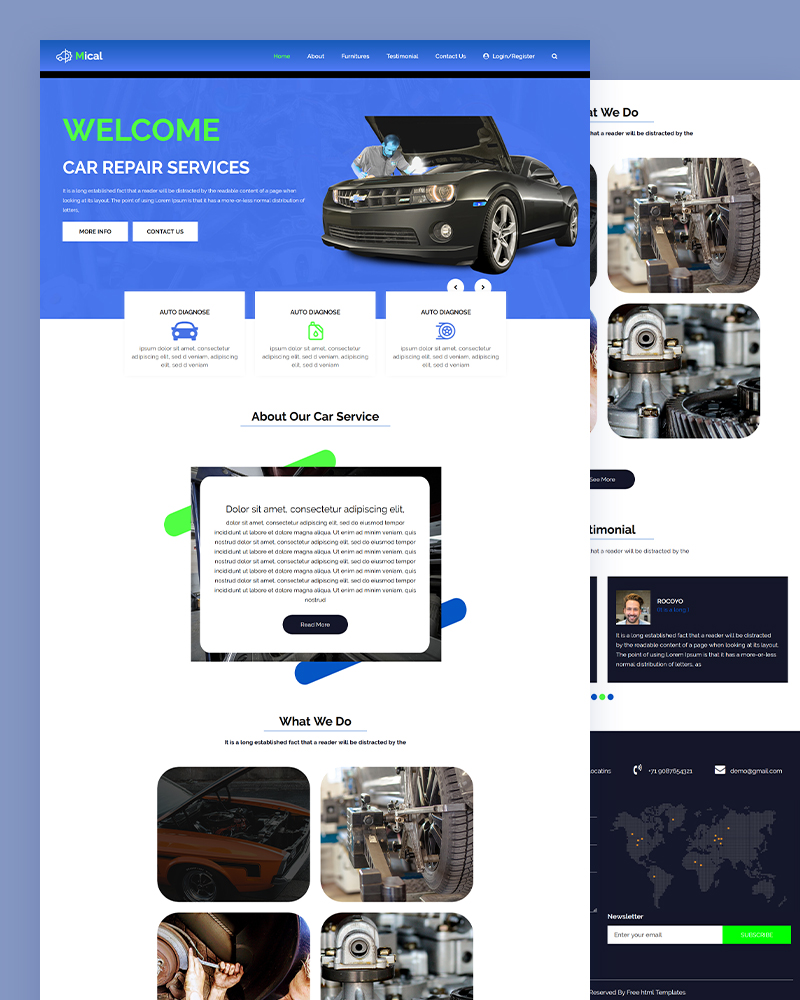 Mical
Home About Furnitures Testimonial Contact Us Login/Register
WELCOME
CAR REPAIR SERVICES
It is a long established fact that a reader will be distracted by the readable content of a page when
looking at its layout. The point of using Lorem Ipsum is that it has a more-or-less normal distribution of
letters,
MORE INFO CONTACT US
AUTO DIAGNOSE
ipsum dolor sit amet, consectetur
adipiscing elit, sed d veniam, adipiscing
elit, sed d veniam
AUTO DIAGNOSE
ipsum dolor sit amet, consectetur
adipiscing elit, sed d veniam, adipiscing
elit, sed d veniam
AUTO DIAGNOSE
ipsum dolor sit amet, consectetur
adipiscing elit, sed d veniam, adipiscing
elit, sed d veniam
About Our Car Service
Dolor sit amet, consectetur adipiscing elit,
dolor sit amet, consectetur adipiscing elit, sed do eiusmod tempor
incididunt ut labore et dolore magna aliqua. Ut enim ad minim veniam, quis
nostrud dolor sit amet, consectetur adipiscing elit, sed do eiusmod tempor
incididunt ut labore et dolore magna aliqua. Ut enim ad minim veniam, quis
nostrud dolor sit amet, consectetur adipiscing elit, sed do eiusmod tempor
incididunt ut labore et dolore magna aliqua. Ut enim ad minim veniam, quis
nostrud dolor sit amet, consectetur adipiscing elit, sed do eiusmod tempor
incididunt ut labore et dolore magna aliqua. Ut enim ad minim veniam, quis
nostrud
Read More
What We Do
It is a long established fact that a reader will be distracted by the
at We Do
hat a reader will be distracted by the
See More
timonial
hat a reader will be distracted by the
ROCOYO
(It is a long )
It is a long established fact that a reader will be distracted
by the readable content of a page when looking at its layout.
The point of using Lorem Ipsum is that it has a more-or-less
normal distribution of letters, as
ocatins +71 9087654321 demo@gmail.com
Newsletter
Enter your email SUBSCRIBE
Reserved By Free html Templates